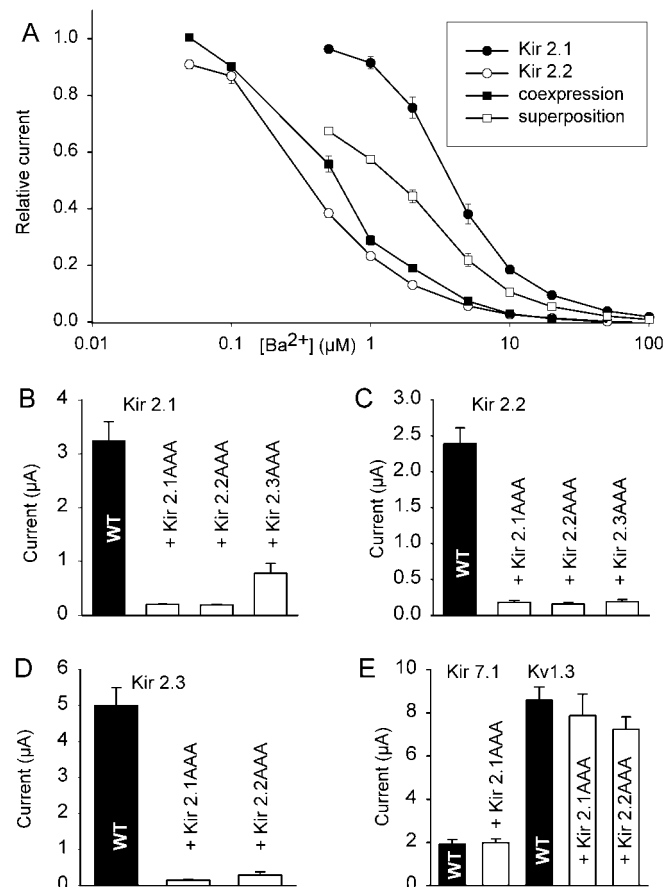 A
Relative current
1.0
0.8
0.6
0.4
0.2
0.0
0.01
0.1
1
10
100
[Ba2+] (µM)
Kir 2.1
Kir 2.2
coexpression
superposition
B
Kir 2.1
Current (µA)
4
3
2
1
0
WT
+ Kir 2.1AAA
+ Kir 2.2AAA
+ Kir 2.3AAA
C
Kir 2.2
Current (µA)
3.0
2.5
2.0
1.5
1.0
0.5
0.0
WT
+ Kir 2.1AAA
+ Kir 2.2AAA
+ Kir 2.3AAA
D
Kir 2.3
Current (µA)
6
5
4
3
2
1
0
WT
+ Kir 2.1AAA
+ Kir 2.2AAA
E
Kir 7.1
Kv1.3
Current (µA)
10
8
6
4
2
0
WT
+ Kir 2.1AAA
WT
+ Kir 2.1AAA
+ Kir 2.2AAA